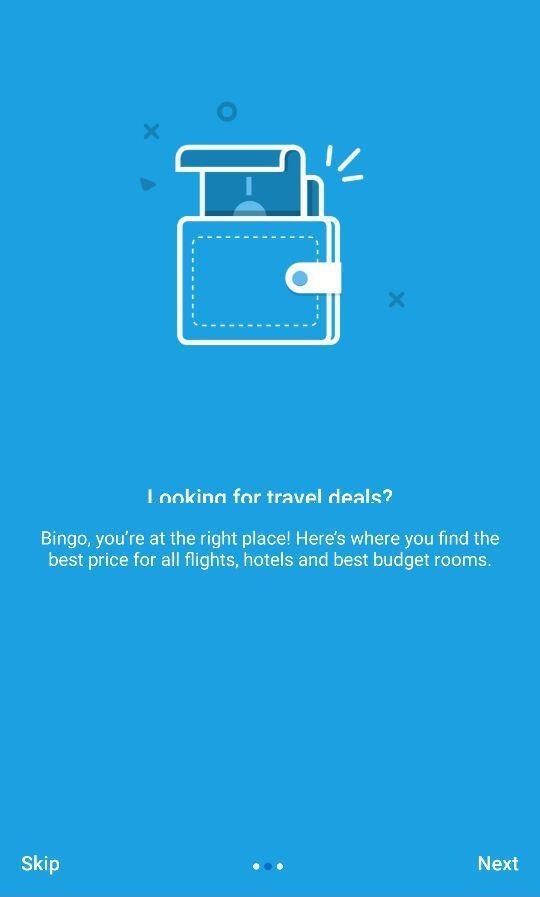 Looking for travel deals?
Bingo, you’re at the right place! Here’s where you find the
best price for all flights, hotels and best budget rooms.
Skip
Next